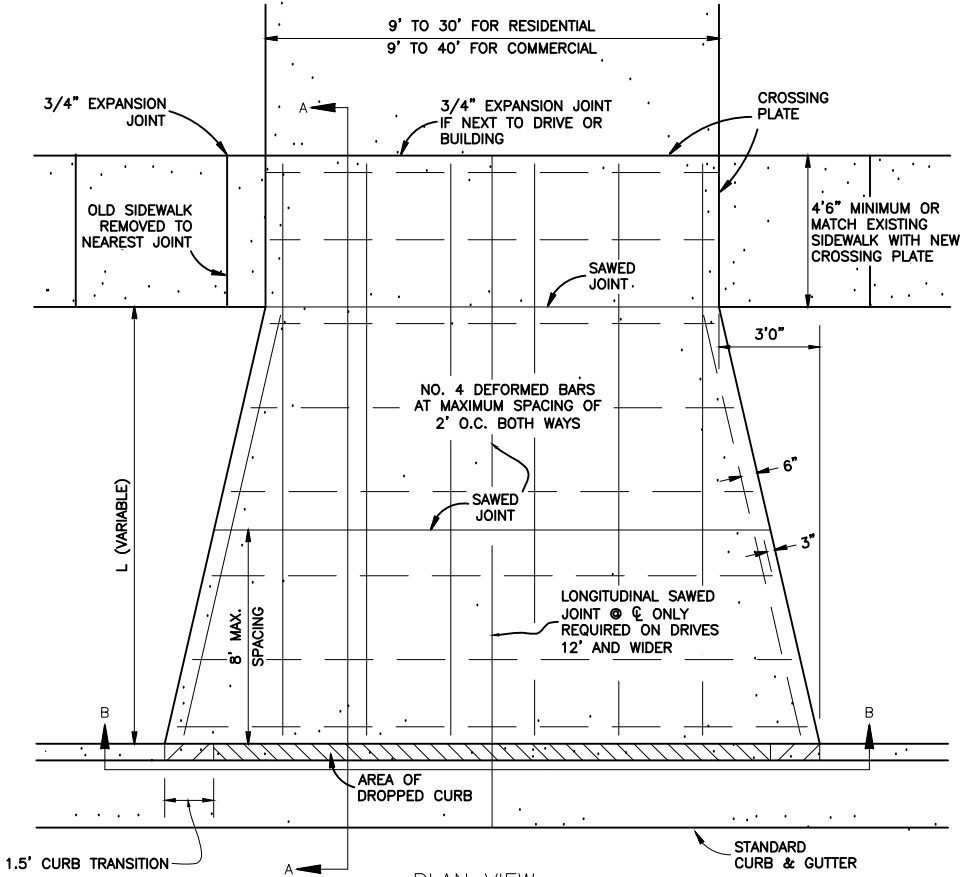 9' TO 30' FOR RESIDENTIAL
9' TO 40' FOR COMMERCIAL
A
3/4" EXPANSION
JOINT
3/4" EXPANSION JOINT
IF NEXT TO DRIVE OR
BUILDING
CROSSING
PLATE
OLD SIDEWALK
REMOVED TO
NEAREST JOINT
4'6" MINIMUM OR
MATCH EXISTING
SIDEWALK WITH NEW
CROSSING PLATE
SAWED
JOINT
3'0"
NO. 4 DEFORMED BARS
AT MAXIMUM SPACING OF
2' O.C. BOTH WAYS
6"
SAWED
JOINT
3"
L (VARIABLE)
8' MAX.
SPACING
LONGITUDINAL SAWED
JOINT @ ℄ ONLY
REQUIRED ON DRIVES
12' AND WIDER
B
B
AREA OF
DROPPED CURB
1.5' CURB TRANSITION
A
STANDARD
CURB & GUTTER
PLAN VIEW